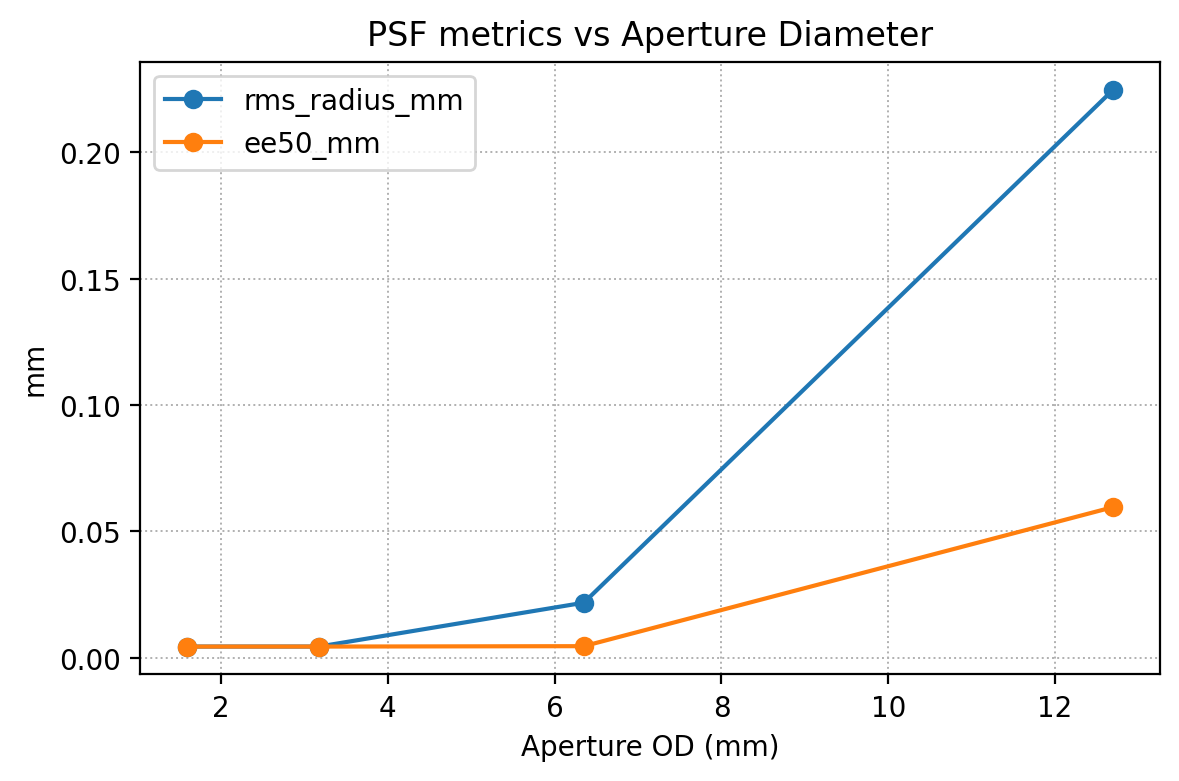 PSF metrics vs Aperture Diameter
rms_radius_mm
ee50_mm
0.20
0.15
0.10
0.05
0.00
mm
2 4 6 8 10 12
Aperture OD (mm)